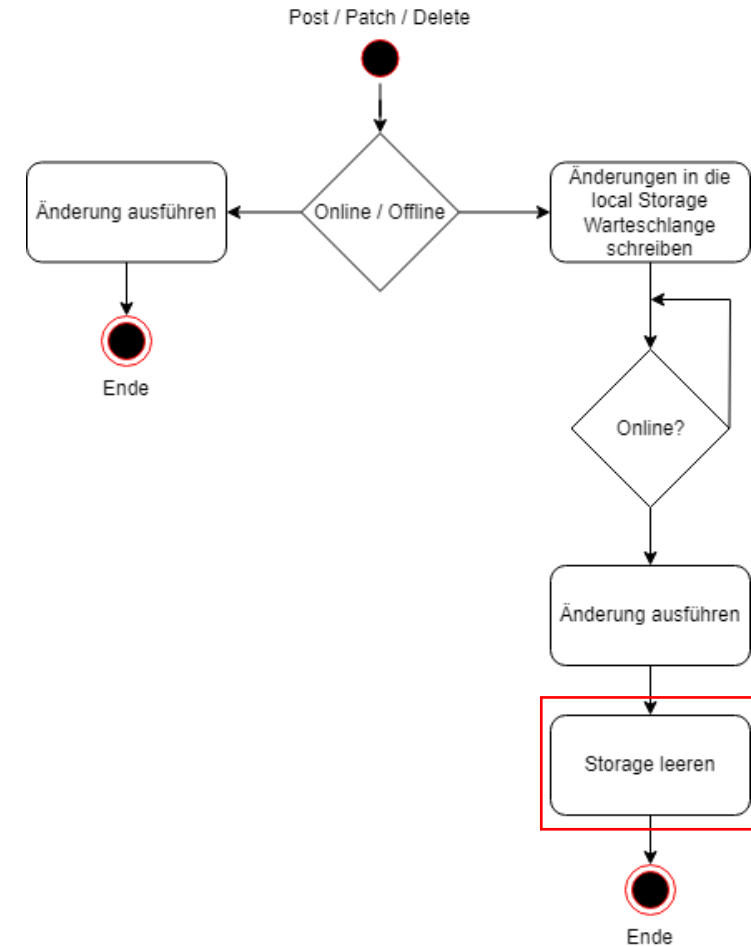 Post / Patch / Delete
Online / Offline
Änderung ausführen
Ende
Änderungen in die
local Storage
Warteschlange
schreiben
Online?
Änderung ausführen
Storage leeren
Ende